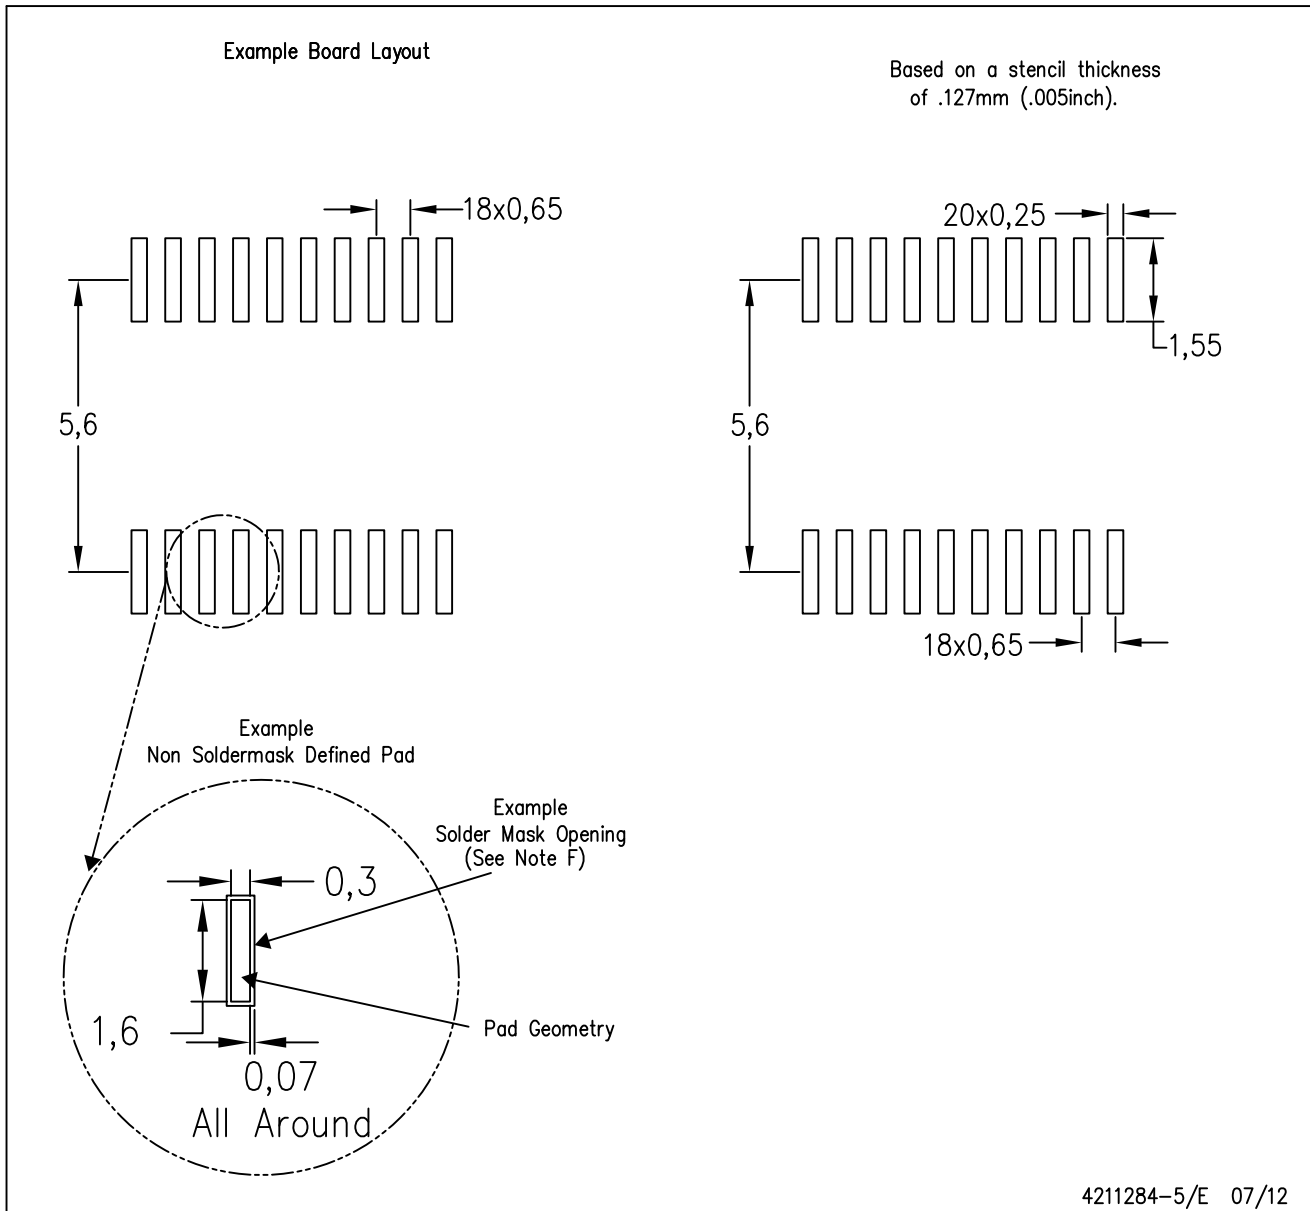 Example Board Layout
Based on a stencil thickness
of .127mm (.005inch).
18x0,65
20x0,25
1,55
5,6
5,6
18x0,65
Example
Non Soldermask Defined Pad
Example
Solder Mask Opening
(See Note F)
0,3
1,6
Pad Geometry
0,07
All Around
4211284-5/E 07/12